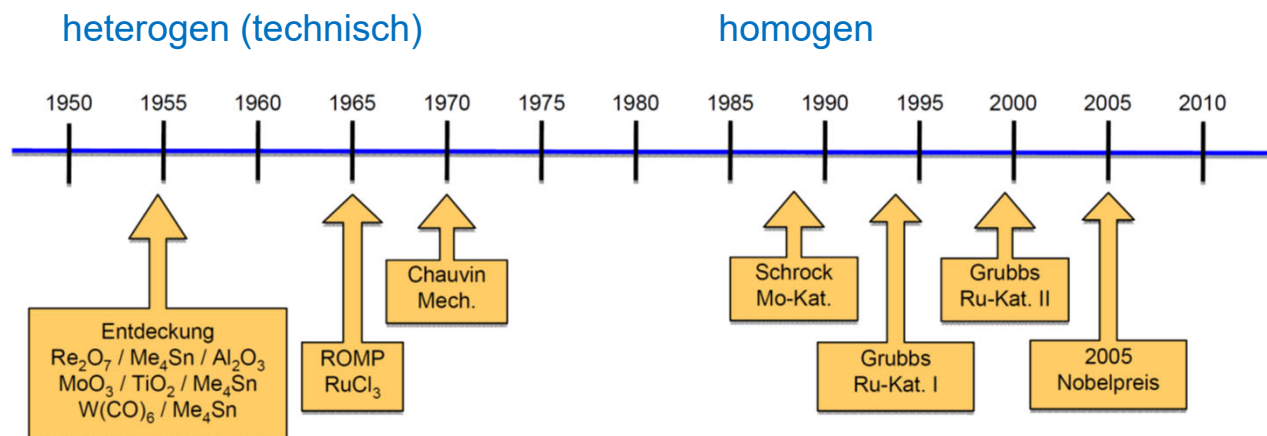 heterogen (technisch) homogen
1950 1955 1960 1965 1970 1975 1980 1985 1990 1995 2000 2005 2010
Entdeckung
Re₂O₇ / Me₄Sn / Al₂O₃
MoO₃ / TiO₂ / Me₄Sn
W(CO)₆ / Me₄Sn
ROMP
RuCl₃
Chauvin
Mech.
Schrock
Mo-Kat.
Grubbs
Ru-Kat. I
Grubbs
Ru-Kat. II
2005
Nobelpreis